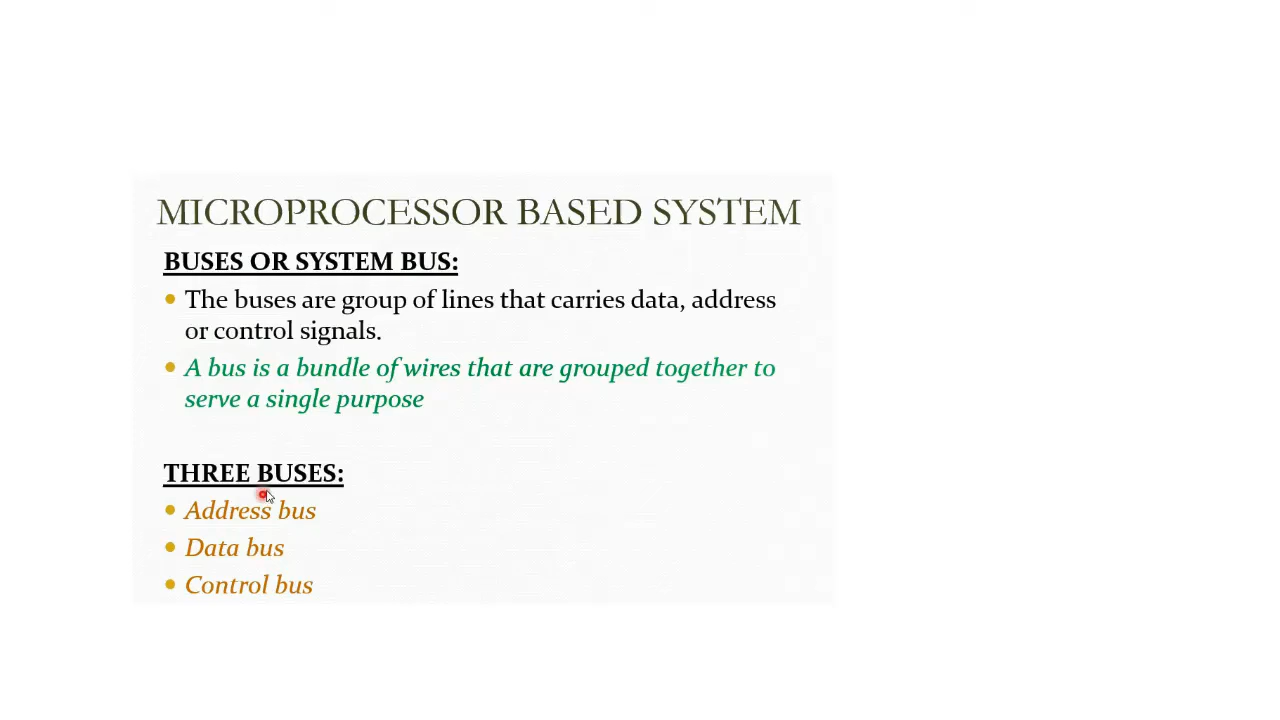 MICROPROCESSOR BASED SYSTEM
BUSES OR SYSTEM BUS:
• The buses are group of lines that carries data, address
or control signals.
• A bus is a bundle of wires that are grouped together to
serve a single purpose
THREE BUSES:
• Address bus
• Data bus
• Control bus